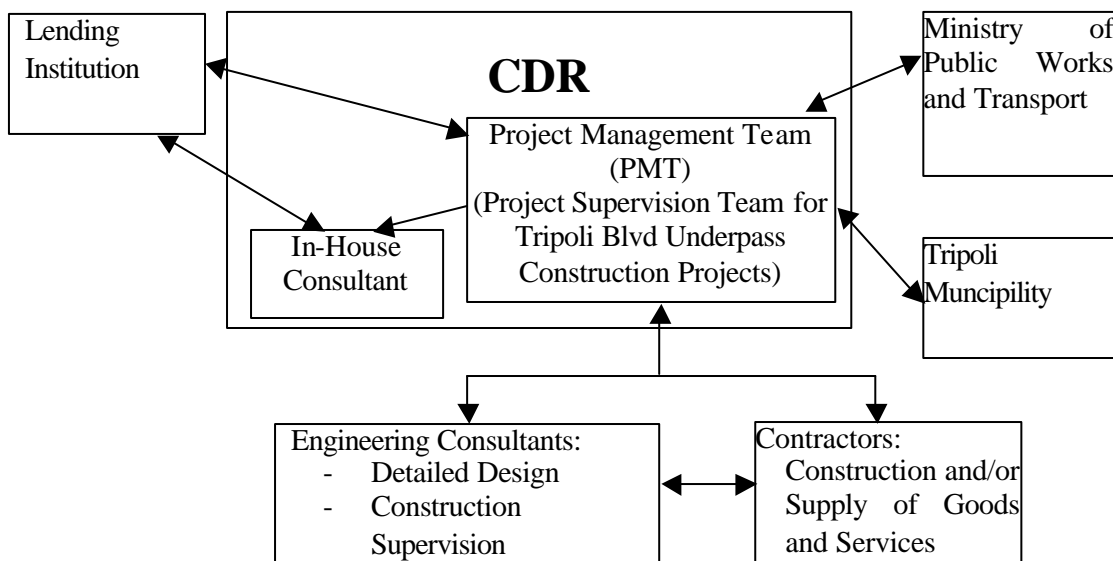 Lending
Institution
CDR
Project Management Team
(PMT)
(Project Supervision Team for
Tripoli Blvd Underpass
Construction Projects)
In-House
Consultant
Ministry of
Public Works
and Transport
Tripoli
Muncipility
Engineering Consultants:
- Detailed Design
- Construction
Supervision
Contractors:
Construction and/or
Supply of Goods
and Services